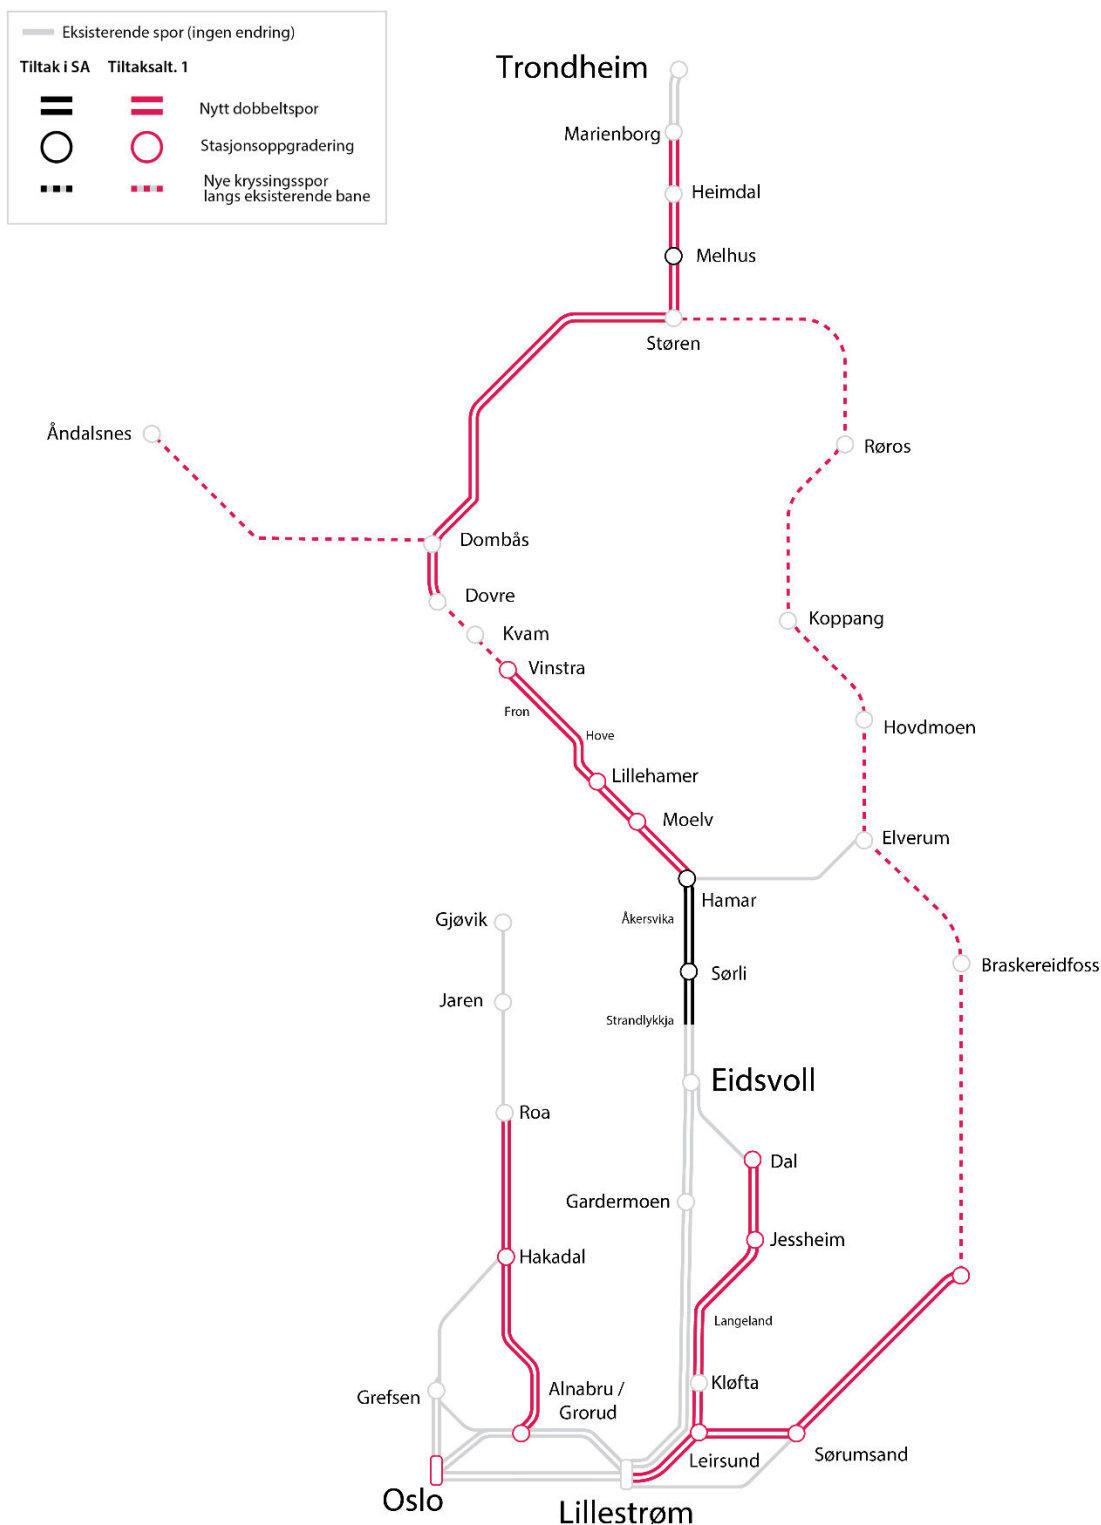 Eksisterende spor (ingen endring)
Tiltak i SA Tiltaksalt. 1
Nytt dobbeltspor
Stasjonsoppgradering
Nye kryssingsspor
langs eksisterende bane
Trondheim
Marienborg
Heimdal
Melhus
Støren
Åndalsnes
Røros
Dombås
Dovre
Koppang
Kvam
Vinstra
Fron
Hovdmoen
Hove
Lillehamer
Moelv
Elverum
Hamar
Gjøvik
Åkersvika
Braskereidfoss
Sørli
Jaren
Strandlykkja
Eidsvoll
Roa
Dal
Gardermoen
Jessheim
Hakadal
Langeland
Kløfta
Grefsen
Alnabru /
Grorud
Leirsund
Sørumsand
Oslo
Lillestrøm